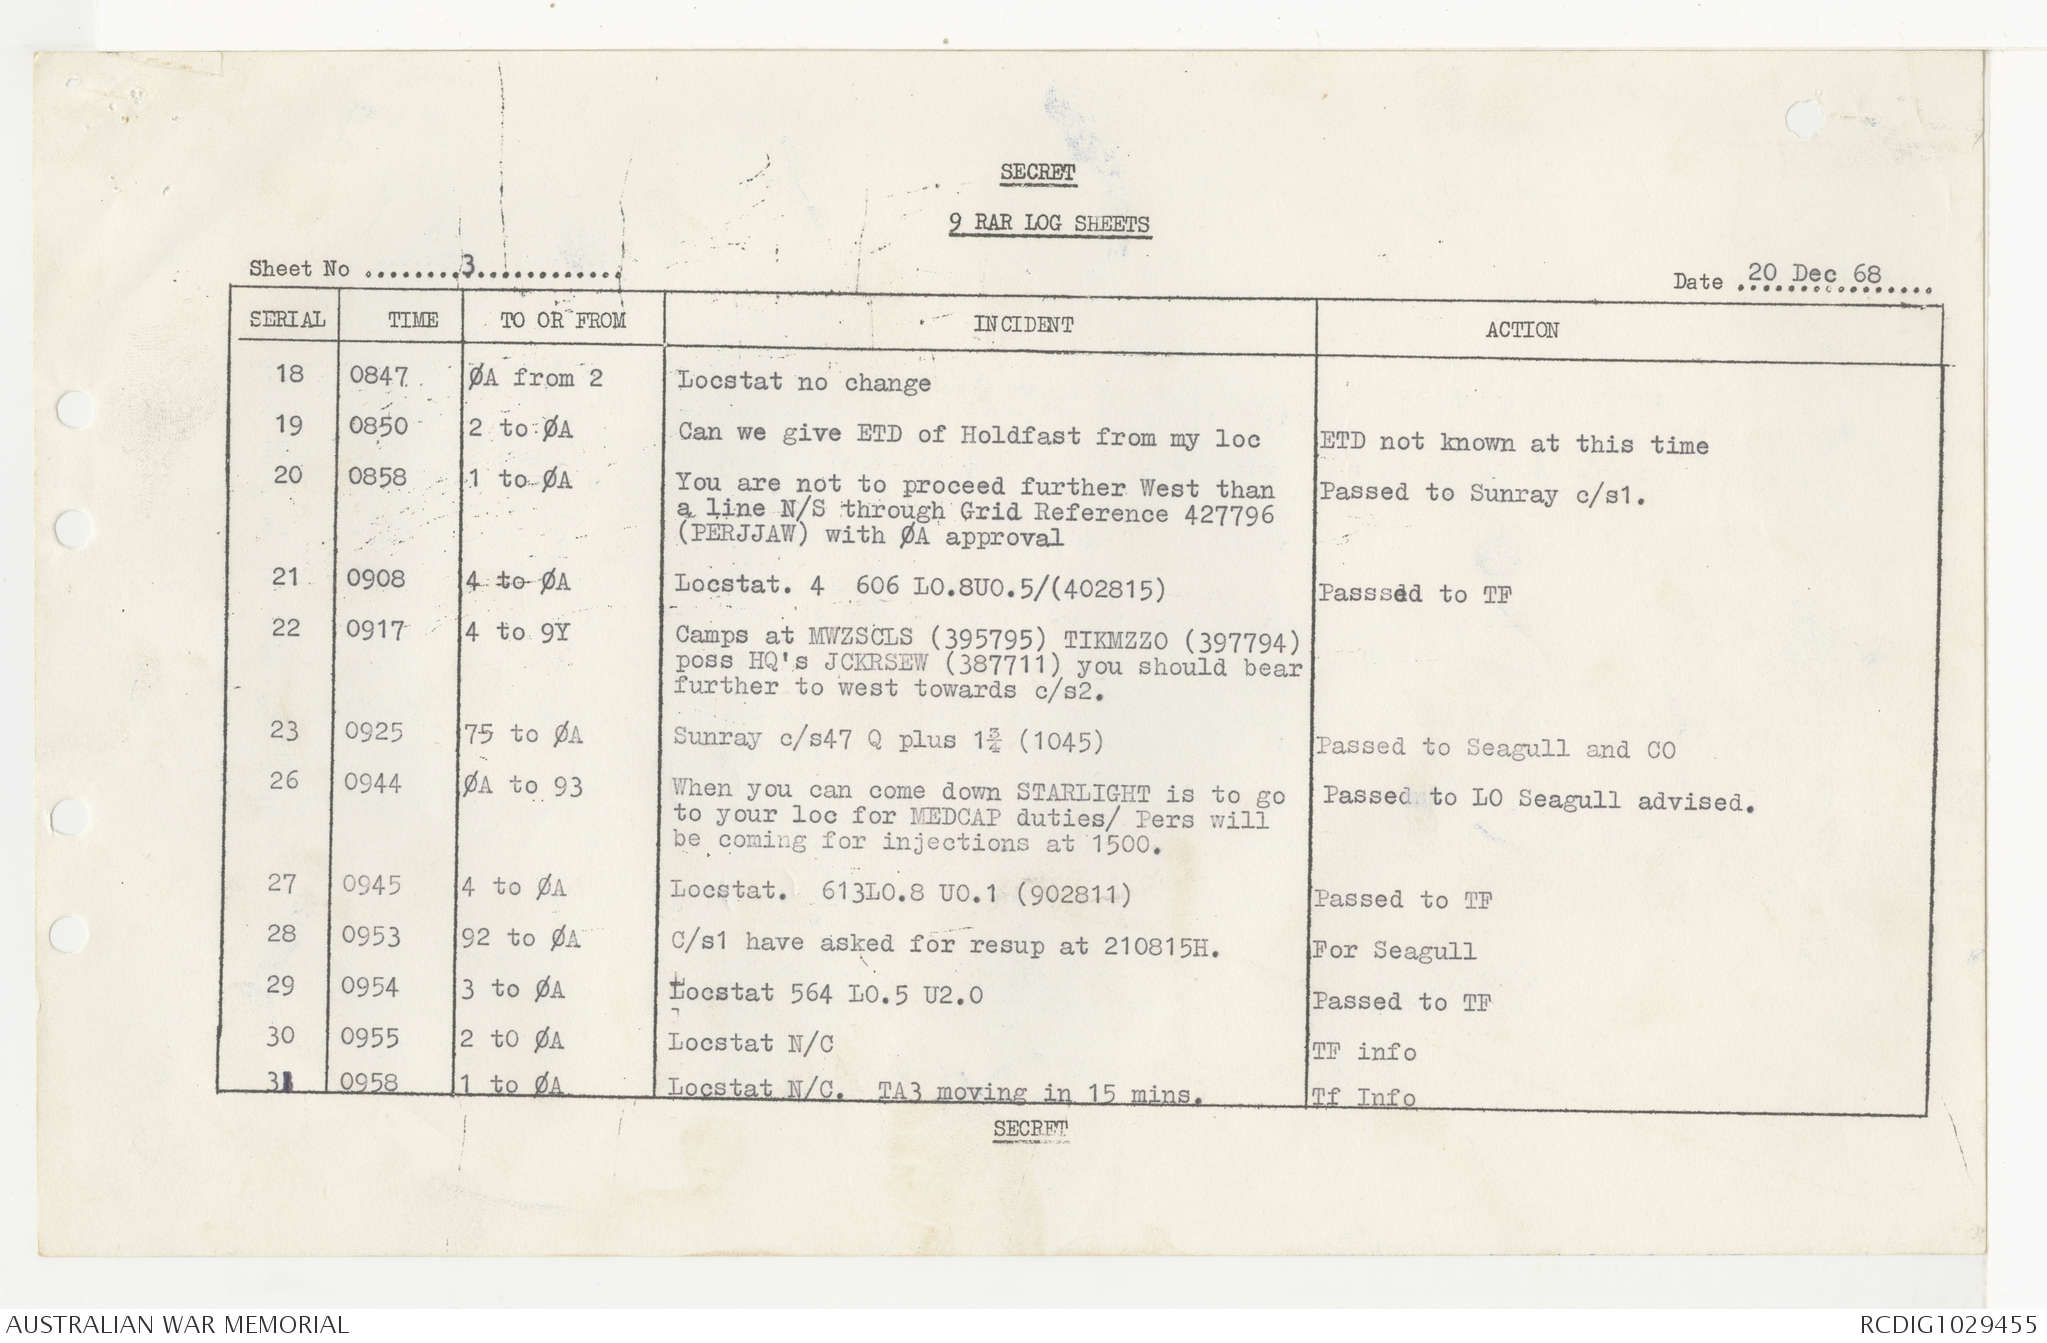 SECRET
9 RAR LOG SHEETS
Sheet No ........3............
Date 20 Dec 68
SERIAL TIME TO OR FROM INCIDENT ACTION
18 0847 ØA from 2 Locstat no change
19 0850 2 to ØA Can we give ETD of Holdfast from my loc ETD not known at this time
20 0858 1 to ØA You are not to proceed further West than Passed to Sunray c/s1.
a line N/S through Grid Reference 427796
(PERJJAW) with ØA approval
21 0908 4 to ØA Locstat. 4 606 L0.8U0.5/(402815) Passsed to TF
22 0917 4 to 9Y Camps at MWZSCLS (395795) TIKMZZO (397794)
poss HQ's JCKRSEW (387711) you should bear
further to west towards c/s2.
23 0925 75 to ØA Sunray c/s47 Q plus 1¾ (1045) Passed to Seagull and CO
26 0944 ØA to 93 When you can come down STARLIGHT is to go Passed to LO Seagull advised.
to your loc for MEDCAP duties/ Pers will
be coming for injections at 1500.
27 0945 4 to ØA Locstat. 613L0.8 U0.1 (902811) Passed to TF
28 0953 92 to ØA C/s1 have asked for resup at 210815H. For Seagull
29 0954 3 to ØA Locstat 564 L0.5 U2.0 Passed to TF
30 0955 2 tO ØA Locstat N/C TF info
31 0958 1 to ØA Locstat N/C. TA3 moving in 15 mins. Tf Info
SECRET
AUSTRALIAN WAR MEMORIAL RCDIG1029455